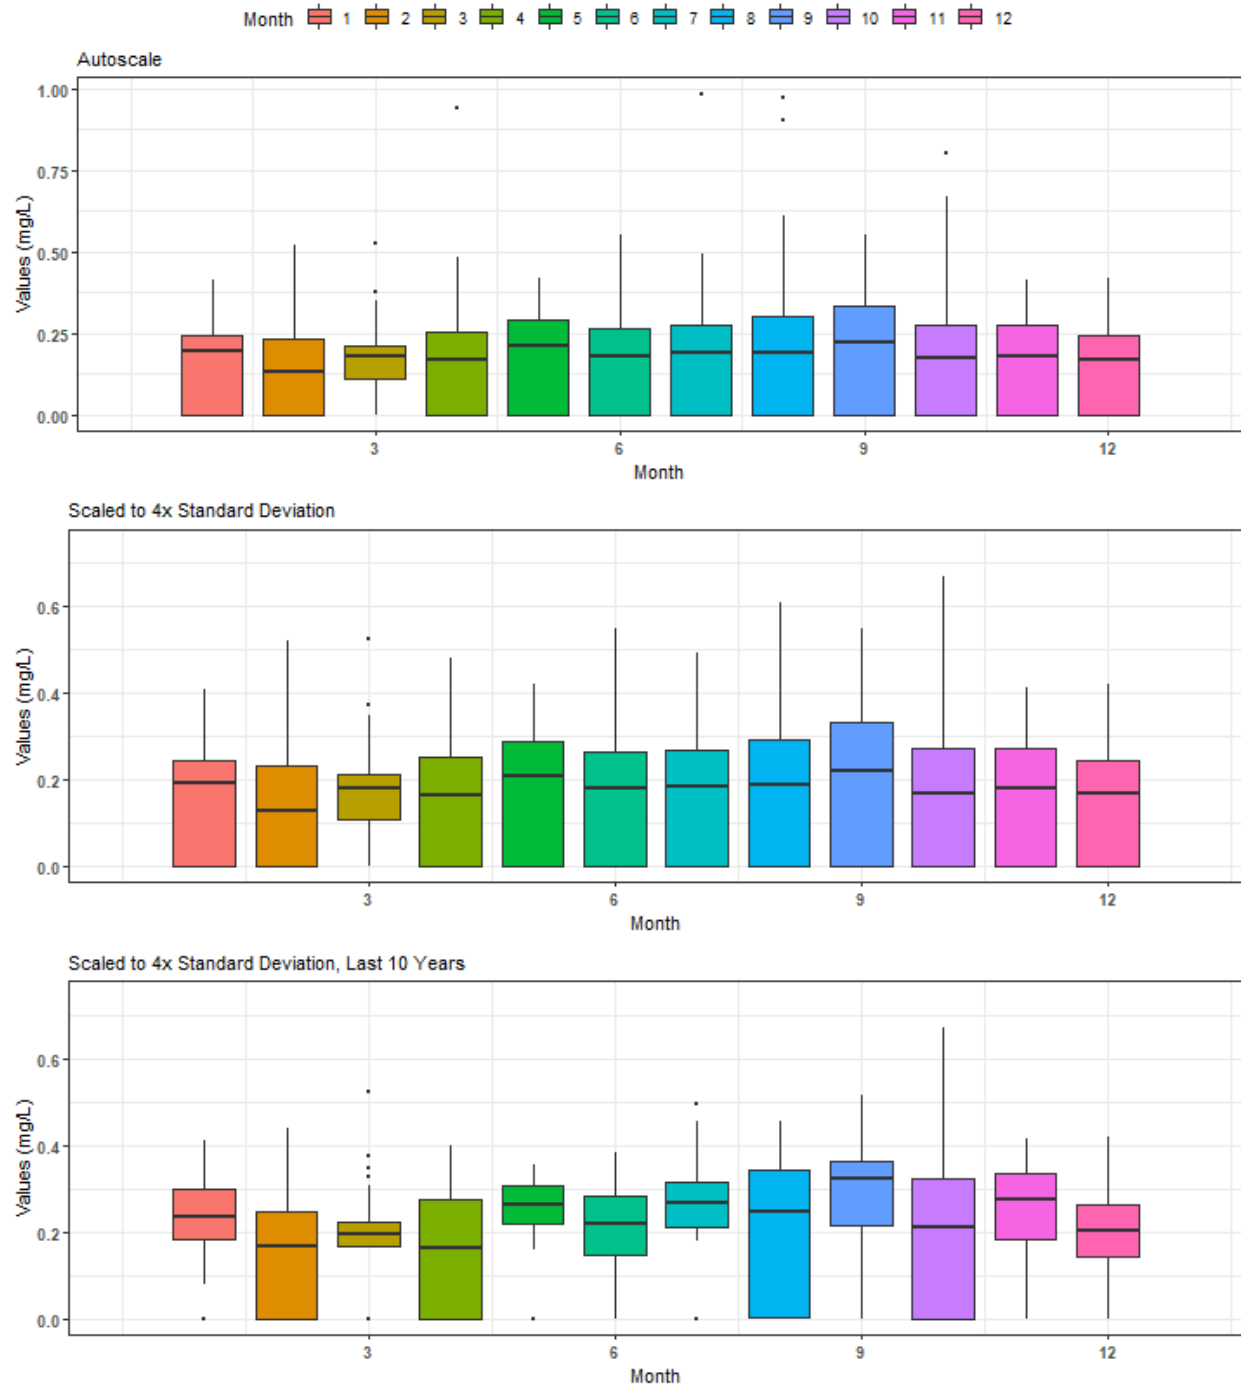 Month 1 2 3 4 5 6 7 8 9 10 11 12
Autoscale
1.00
0.75
0.50
0.25
0.00
Values (mg/L)
3 6 9 12
Month
Scaled to 4x Standard Deviation
0.6
0.4
0.2
0.0
Values (mg/L)
3 6 9 12
Month
Scaled to 4x Standard Deviation, Last 10 Years
0.6
0.4
0.2
0.0
Values (mg/L)
3 6 9 12
Month